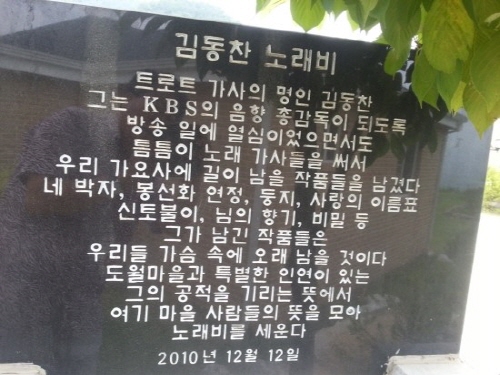 김동찬 노래비
트로트 가사의 명인 김동찬
그는 KBS의 음향 총감독이 되도록
방송 일에 열심이었으면서도
틈틈이 노래 가사들을 써서
우리 가요사에 길이 남을 작품들을 남겼다
네 박자, 봉선화 연정, 둥지, 사랑의 이름표
신토불이, 님의 향기, 비밀 등
그가 남긴 작품들은
우리들 가슴 속에 오래 남을 것이다
도월마을과 특별한 인연이 있는
그의 공적을 기리는 뜻에서
여기 마을 사람들의 뜻을 모아
노래비를 세운다
2010년 12월 12일